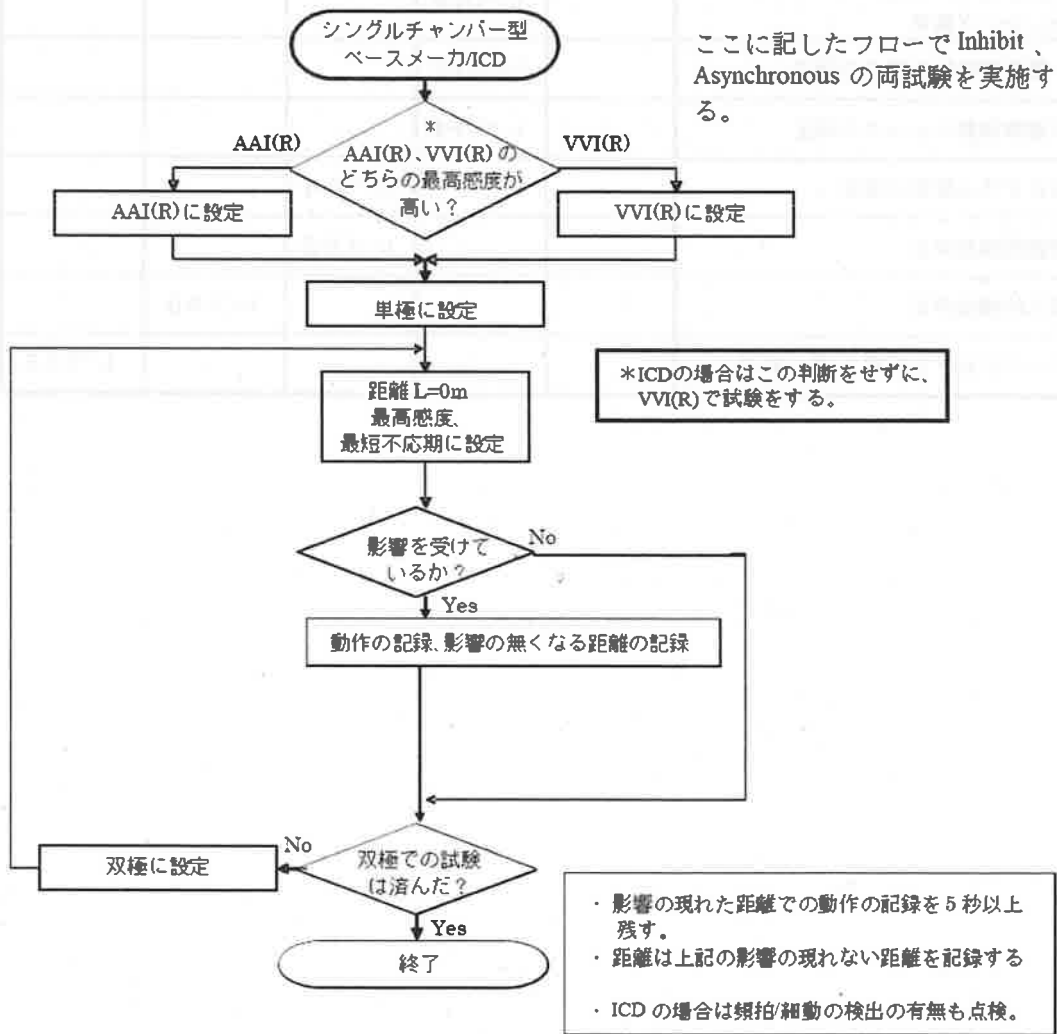 シングルチャンバー型
ペースメーカ/ICD
ここに記したフローで Inhibit 、
Asynchronous の両試験を実施す
る。
*
AAI(R)
AAI(R)、VVI(R)の
どちらの最高感度が
高い？
VVI(R)
AAI(R)に設定
VVI(R)に設定
単極に設定
*ICDの場合はこの判断をせずに、
VVI(R)で試験をする。
距離 L=0m
最高感度、
最短不応期に設定
影響を受けて
いるか？
No
Yes
動作の記録、影響の無くなる距離の記録
双極での試験
は済んだ？
No
双極に設定
Yes
終了
・ 影響の現れた距離での動作の記録を 5 秒以上
残す。
・ 距離は上記の影響の現れない距離を記録する
・ ICD の場合は頻拍/細動の検出の有無も点検。